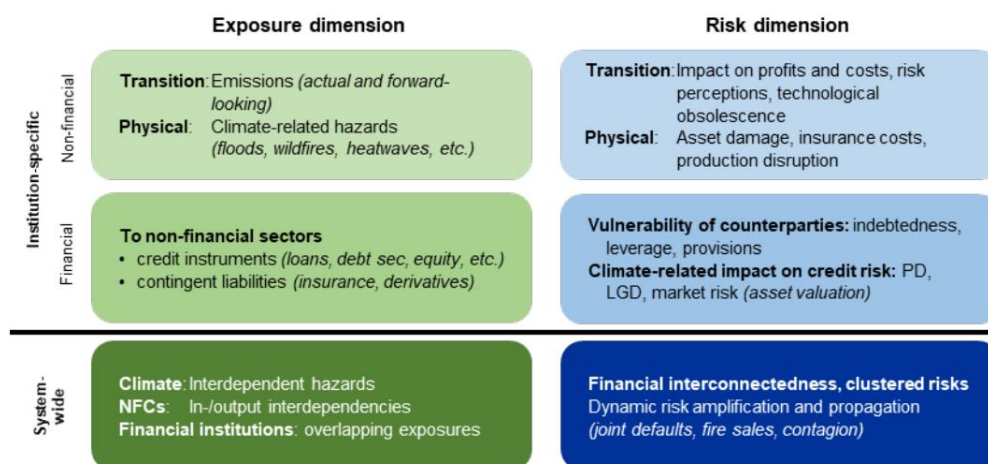 Exposure dimension
Risk dimension
Institution-specific
Non-financial
Transition: Emissions (actual and forward-
looking)
Physical: Climate-related hazards
(floods, wildfires, heatwaves, etc.)
Transition: Impact on profits and costs, risk
perceptions, technological
obsolescence
Physical: Asset damage, insurance costs,
production disruption
Financial
To non-financial sectors
• credit instruments (loans, debt sec, equity, etc.)
• contingent liabilities (insurance, derivatives)
Vulnerability of counterparties: indebtedness,
leverage, provisions
Climate-related impact on credit risk: PD,
LGD, market risk (asset valuation)
System-
wide
Climate: Interdependent hazards
NFCs: In-/output interdependencies
Financial institutions: overlapping exposures
Financial interconnectedness, clustered risks
Dynamic risk amplification and propagation
(joint defaults, fire sales, contagion)